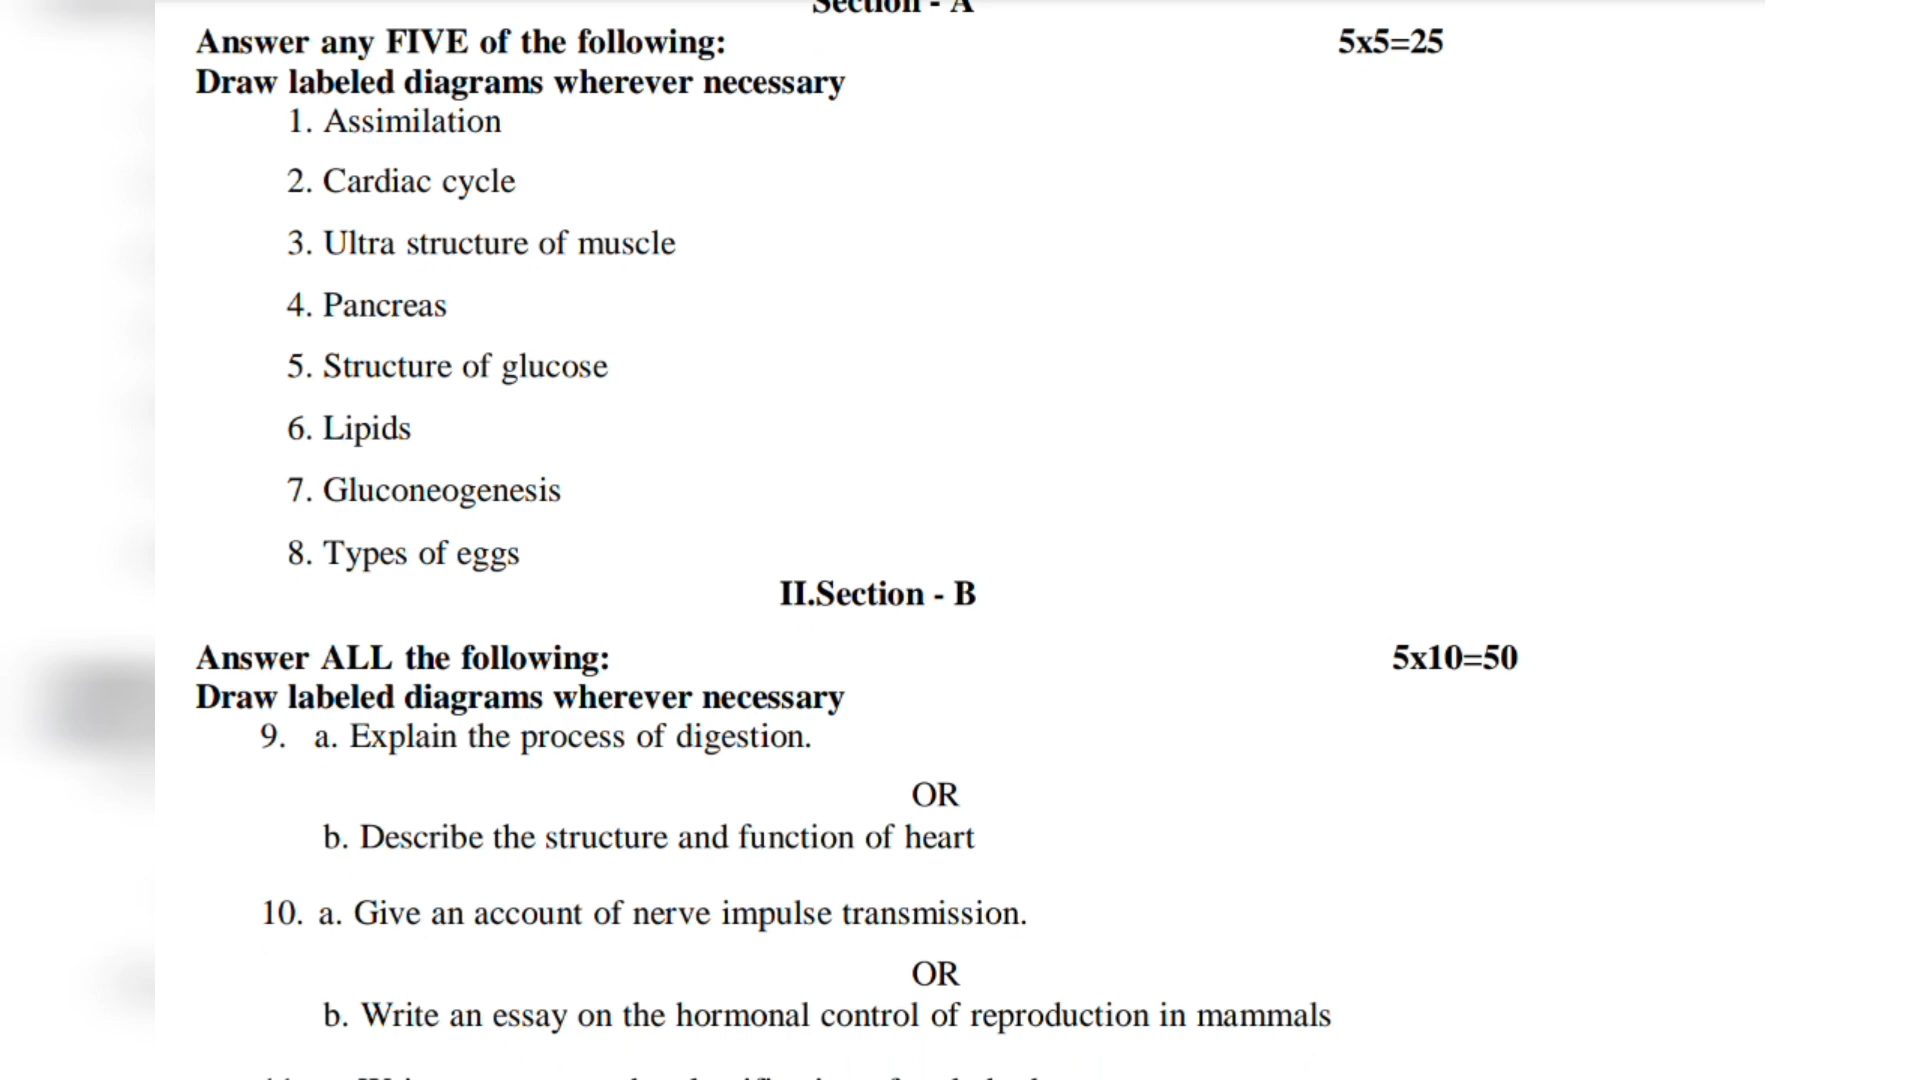 Section - A
Answer any FIVE of the following: 5x5=25
Draw labeled diagrams wherever necessary
1. Assimilation
2. Cardiac cycle
3. Ultra structure of muscle
4. Pancreas
5. Structure of glucose
6. Lipids
7. Gluconeogenesis
8. Types of eggs
II.Section - B
Answer ALL the following: 5x10=50
Draw labeled diagrams wherever necessary
9. a. Explain the process of digestion.
OR
b. Describe the structure and function of heart
10. a. Give an account of nerve impulse transmission.
OR
b. Write an essay on the hormonal control of reproduction in mammals